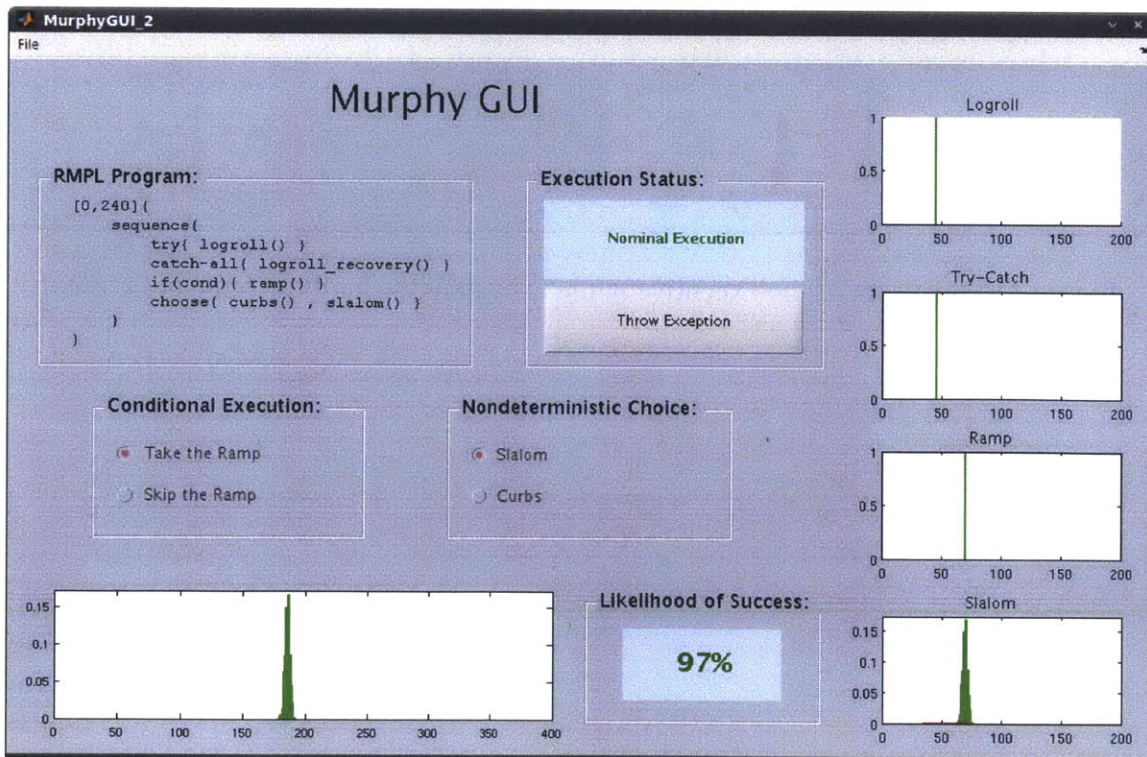 MurphyGUI_2
File
Murphy GUI
RMPL Program:
[0,240]{
sequence{
try{ logroll() }
catch-all{ logroll_recovery() }
if(cond){ ramp() }
choose{ curbs() , slalom() }
}
}
Execution Status:
Nominal Execution
Throw Exception
Conditional Execution:
Take the Ramp
Skip the Ramp
Nondeterministic Choice:
Slalom
Curbs
0.15
0.1
0.05
0
0 50 100 150 200 250 300 350 400
Likelihood of Success:
97%
Logroll
1
0.5
0
0 50 100 150 200
Try-Catch
1
0.5
0
0 50 100 150 200
Ramp
1
0.5
0
0 50 100 150 200
Slalom
0.15
0.1
0.05
0
0 50 100 150 200